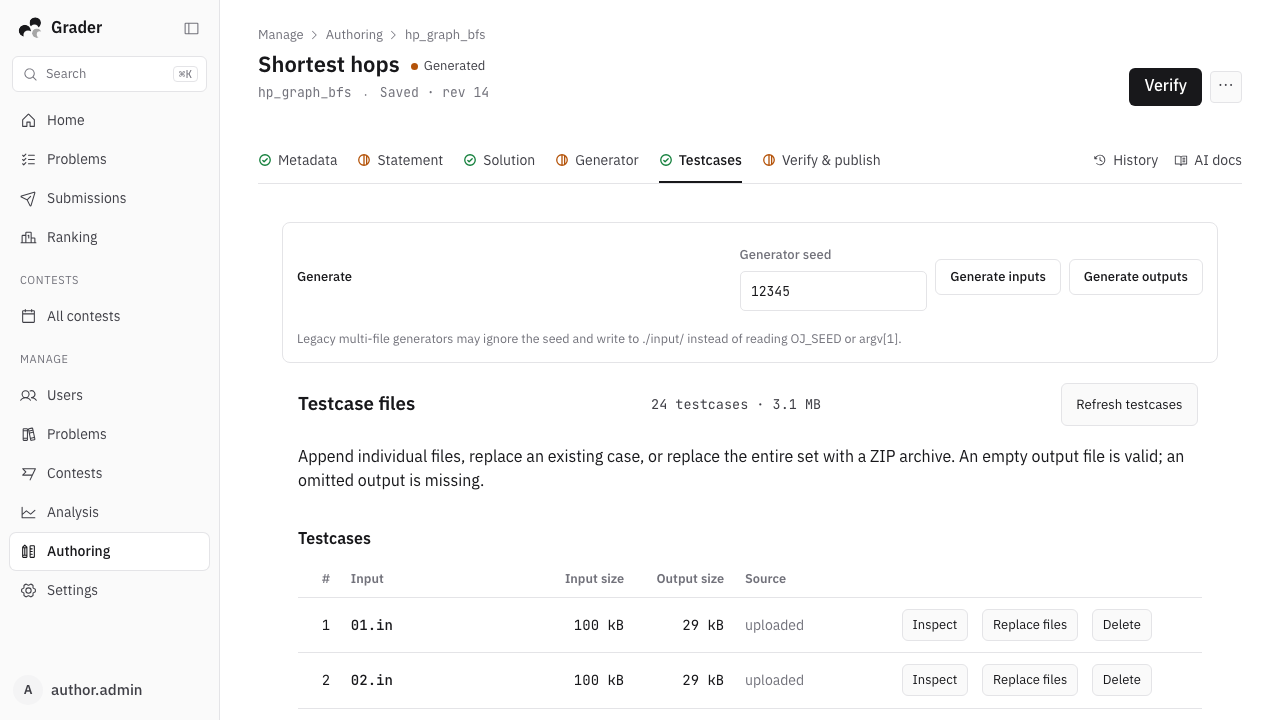 Grader
Search ⌘K
Home
Problems
Submissions
Ranking
CONTESTS
All contests
MANAGE
Users
Problems
Contests
Analysis
Authoring
Settings
A author.admin
Manage > Authoring > hp_graph_bfs
Shortest hops Generated
hp_graph_bfs . Saved · rev 14
Verify ···
Metadata Statement Solution Generator Testcases Verify & publish History AI docs
Generator seed
Generate 12345 Generate inputs Generate outputs
Legacy multi-file generators may ignore the seed and write to ./input/ instead of reading OJ_SEED or argv[1].
Testcase files 24 testcases · 3.1 MB Refresh testcases
Append individual files, replace an existing case, or replace the entire set with a ZIP archive. An empty output file is valid; an
omitted output is missing.
Testcases
# Input Input size Output size Source
1 01.in 100 kB 29 kB uploaded Inspect Replace files Delete
2 02.in 100 kB 29 kB uploaded Inspect Replace files Delete